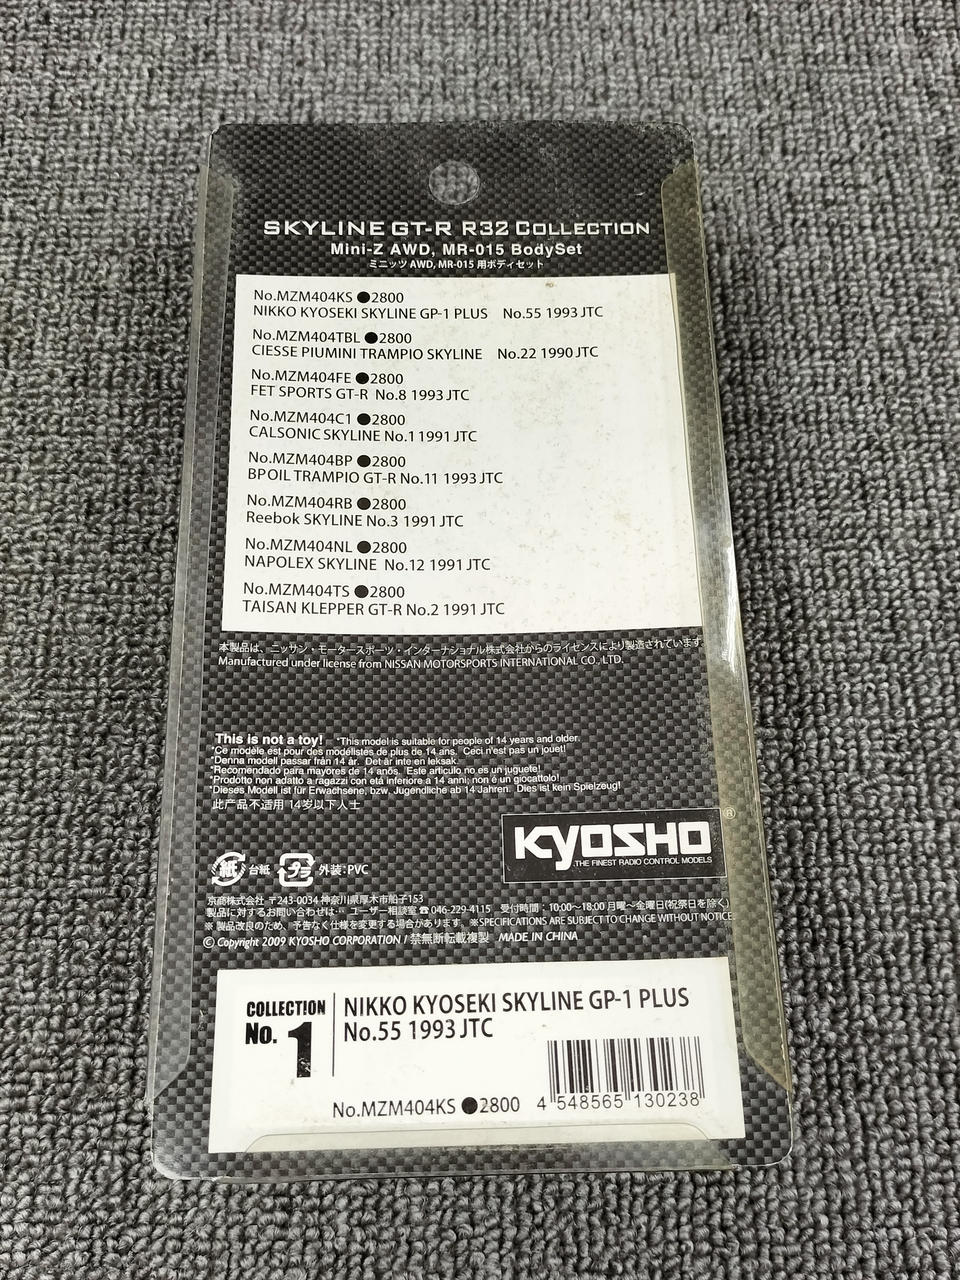 SKYLINE GT-R R32 COLLECTION
Mini-Z AWD, MR-015 BodySet
ミニッツ AWD, MR-015 用ボディセット
No.MZM404KS ●2800
NIKKO KYOSEKI SKYLINE GP-1 PLUS No.55 1993 JTC
No.MZM404TBL ●2800
CIESSE PIUMINI TRAMPIO SKYLINE No.22 1990 JTC
No.MZM404FE ●2800
FET SPORTS GT-R No.8 1993 JTC
No.MZM404C1 ●2800
CALSONIC SKYLINE No.1 1991 JTC
No.MZM404BP ●2800
BPOIL TRAMPIO GT-R No.11 1993 JTC
No.MZM404RB ●2800
Reebok SKYLINE No.3 1991 JTC
No.MZM404NL ●2800
NAPOLEX SKYLINE No.12 1991 JTC
No.MZM404TS ●2800
TAISAN KLEPPER GT-R No.2 1991 JTC
本製品は、ニッサン・モータースポーツ・インターナショナル株式会社からのライセンスにより製造されています。
Manufactured under license from NISSAN MOTORSPORTS INTERNATIONAL CO., LTD.
This is not a toy! *This model is suitable for people of 14 years and older.
*Ce modèle est pour des modélistes de plus de 14 ans. Ceci n'est pas un jouet!
*Denna modell passar från 14 år. Det är inte en leksak.
*Recomendado para mayores de 14 anos. Este articulo no es un juguete!
*Prodotto non adatto a ragazzi con etá inferiore a 14 anni; non é un giocattolo!
*Dieses Modell ist für Erwachsene, bzw. Jugendliche ab 14 Jahren. Dies ist kein Spielzeug!
此产品不适用 14岁以下人士
KYOSHO ®
THE FINEST RADIO CONTROL MODELS
紙 台紙 プラ 外装:PVC
京商株式会社 〒243-0034 神奈川県厚木市船子153
製品に対するお問い合わせは… ユーザー相談室 ☎046-229-4115 受付時間:10:00~18:00 月曜~金曜日(祝祭日を除く)
※ 製品改良のため、予告なく仕様を変更する場合があります。 ※SPECIFICATIONS ARE SUBJECT TO CHANGE WITHOUT NOTICE.
© Copyright 2009 KYOSHO CORPORATION / 禁無断転載複製 MADE IN CHINA
COLLECTION
No. 1
NIKKO KYOSEKI SKYLINE GP-1 PLUS
No.55 1993 JTC
No.MZM404KS ●2800
4 548565 130238